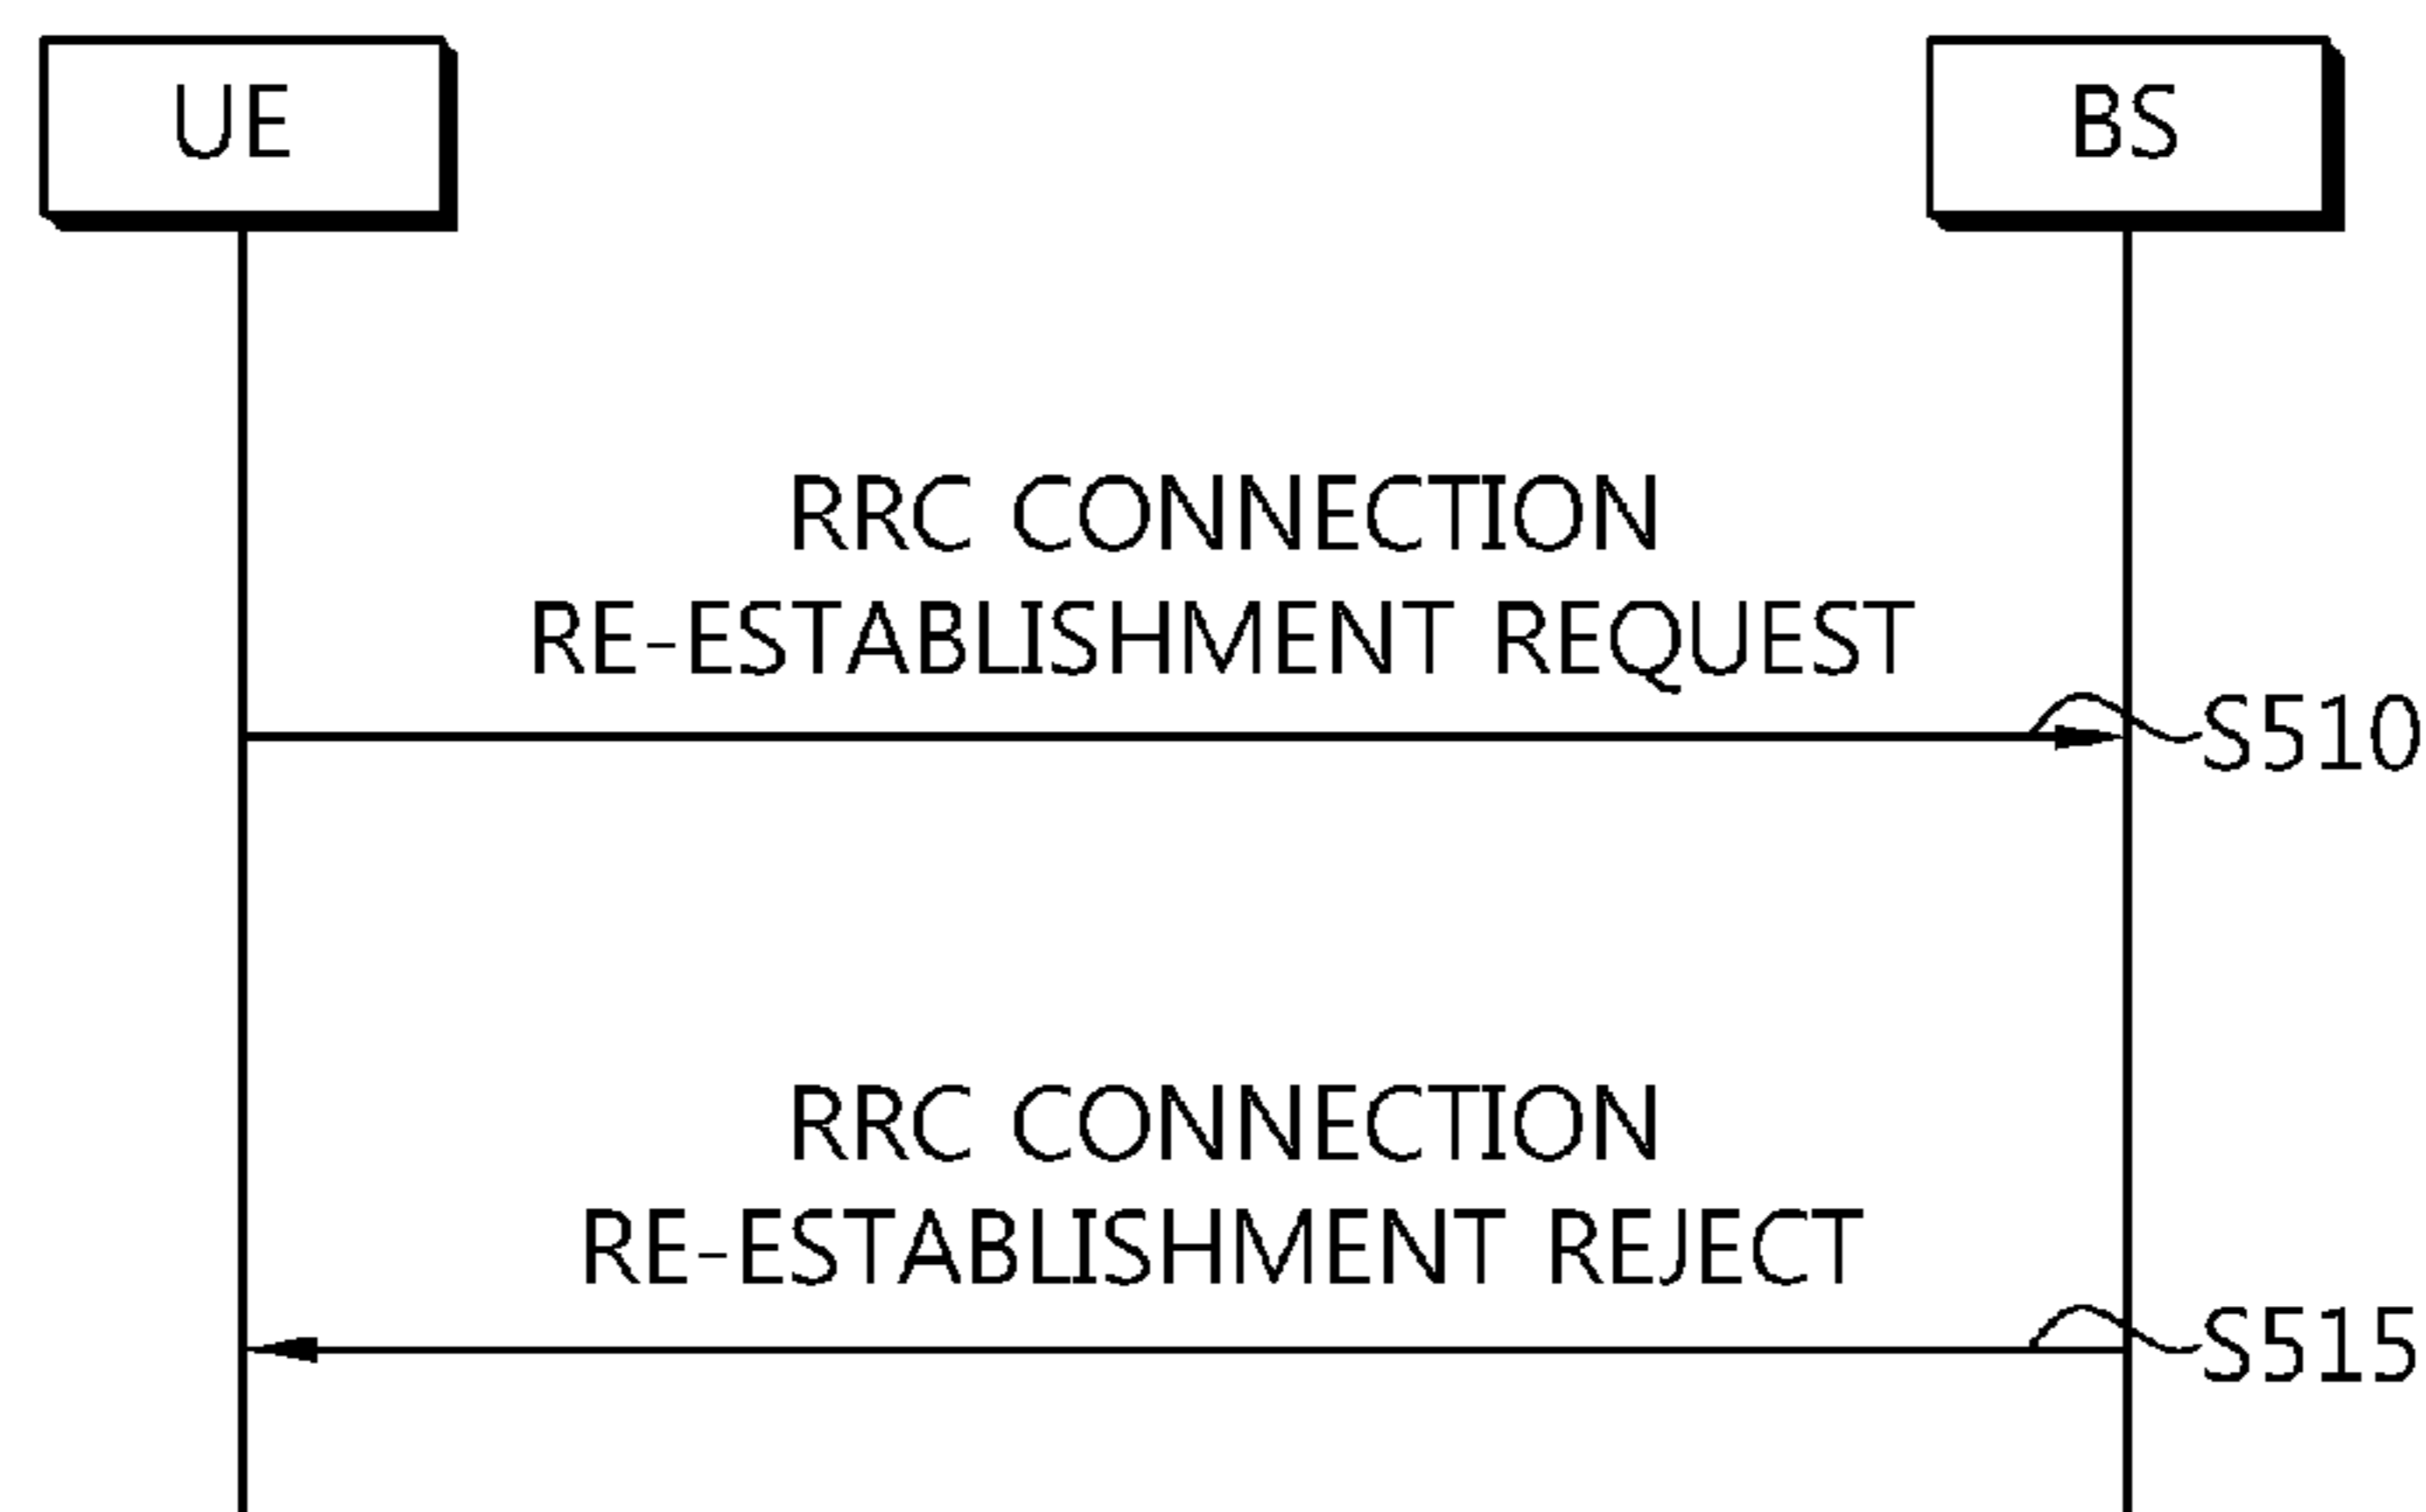 UE
BS
RRC CONNECTION
RE-ESTABLISHMENT REQUEST
S510
RRC CONNECTION
RE-ESTABLISHMENT REJECT
S515